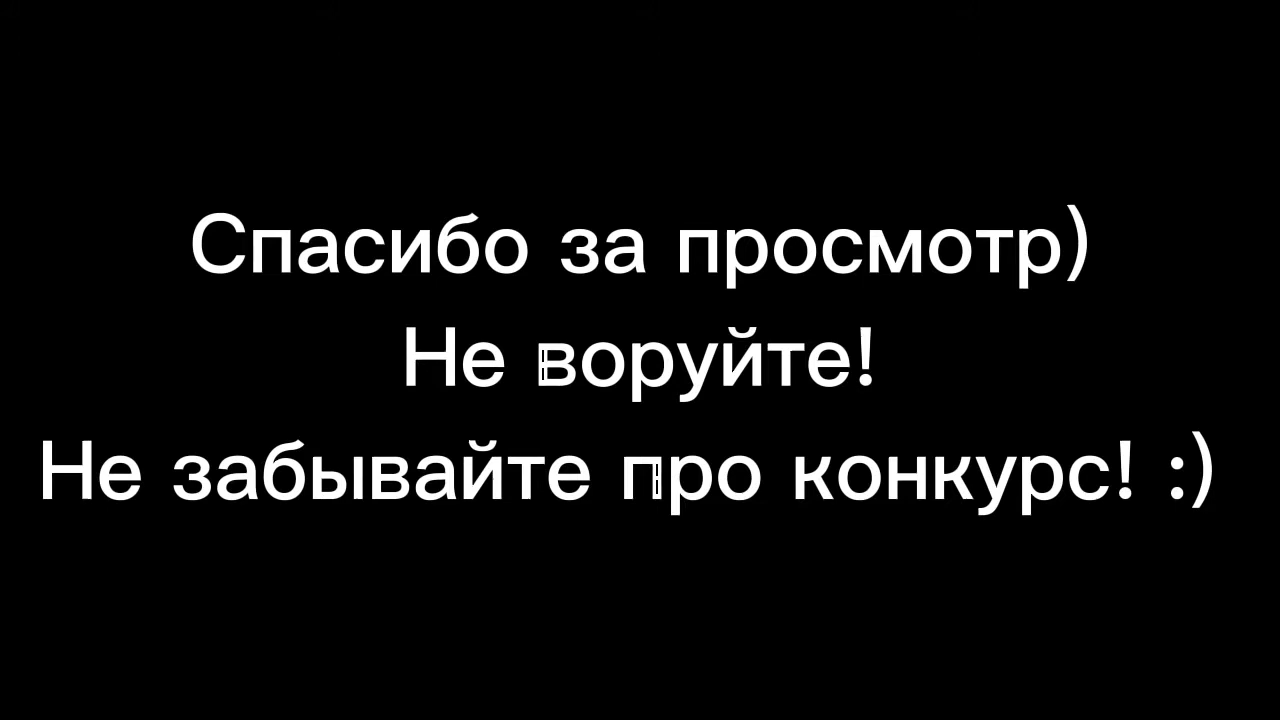 Спасибо за просмотр)
Не воруйте!
Не забывайте про конкурс! :)